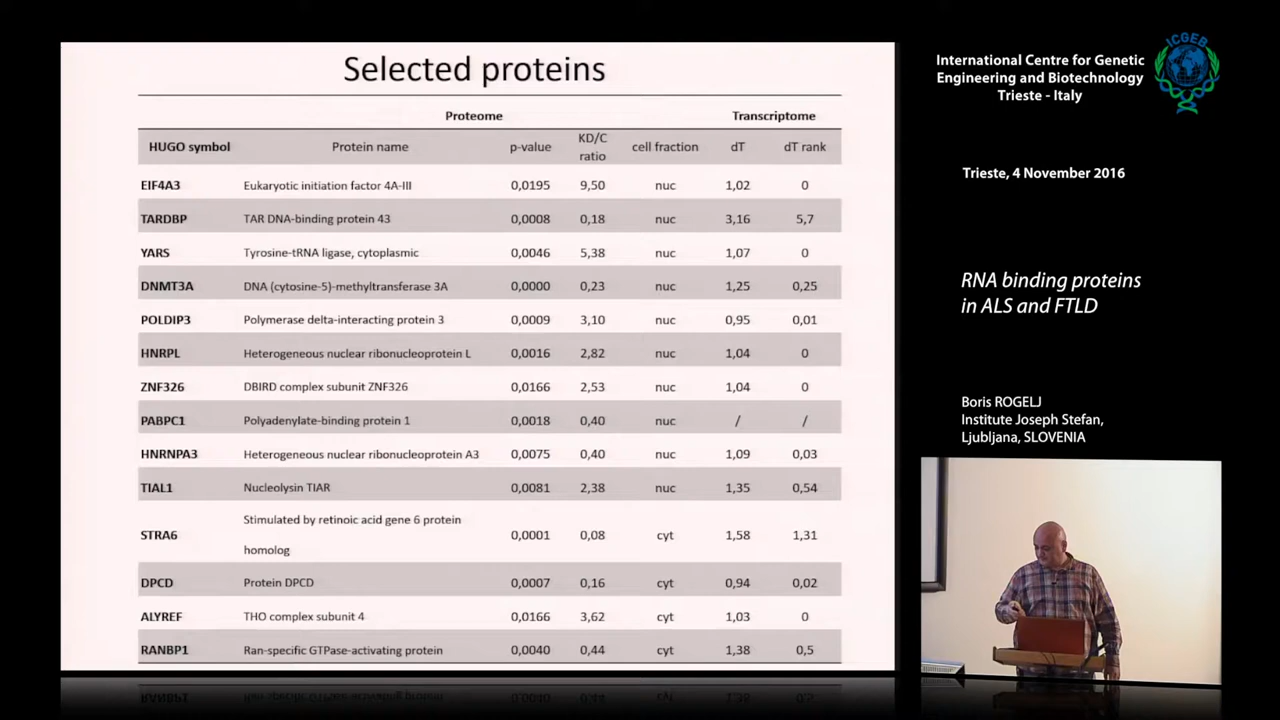 Selected proteins
Proteome Transcriptome
HUGO symbol Protein name p-value KD/C ratio cell fraction dT dT rank
EIF4A3 Eukaryotic initiation factor 4A-III 0,0195 9,50 nuc 1,02 0
TARDBP TAR DNA-binding protein 43 0,0008 0,18 nuc 3,16 5,7
YARS Tyrosine-tRNA ligase, cytoplasmic 0,0046 5,38 nuc 1,07 0
DNMT3A DNA (cytosine-5)-methyltransferase 3A 0,0000 0,23 nuc 1,25 0,25
POLDIP3 Polymerase delta-interacting protein 3 0,0009 3,10 nuc 0,95 0,01
HNRPL Heterogeneous nuclear ribonucleoprotein L 0,0016 2,82 nuc 1,04 0
ZNF326 DBIRD complex subunit ZNF326 0,0166 2,53 nuc 1,04 0
PABPC1 Polyadenylate-binding protein 1 0,0018 0,40 nuc / /
HNRNPA3 Heterogeneous nuclear ribonucleoprotein A3 0,0075 0,40 nuc 1,09 0,03
TIAL1 Nucleolysin TIAR 0,0081 2,38 nuc 1,35 0,54
STRA6 Stimulated by retinoic acid gene 6 protein homolog 0,0001 0,08 cyt 1,58 1,31
DPCD Protein DPCD 0,0007 0,16 cyt 0,94 0,02
ALYREF THO complex subunit 4 0,0166 3,62 cyt 1,03 0
RANBP1 Ran-specific GTPase-activating protein 0,0040 0,44 cyt 1,38 0,5
International Centre for Genetic
Engineering and Biotechnology
Trieste - Italy
ICGEB
Trieste, 4 November 2016
RNA binding proteins
in ALS and FTLD
Boris ROGELJ
Institute Joseph Stefan,
Ljubljana, SLOVENIA